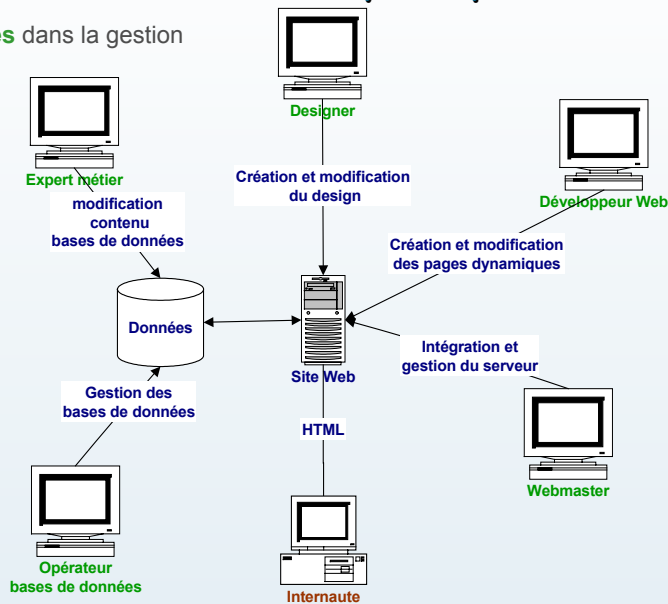 dans la gestion
Designer
Expert métier
Développeur Web
Création et modification
du design
modification
contenu
bases de données
Création et modification
des pages dynamiques
Données
Site Web
Intégration et
gestion du serveur
Gestion des
bases de données
HTML
Webmaster
Opérateur
bases de données
Internaute